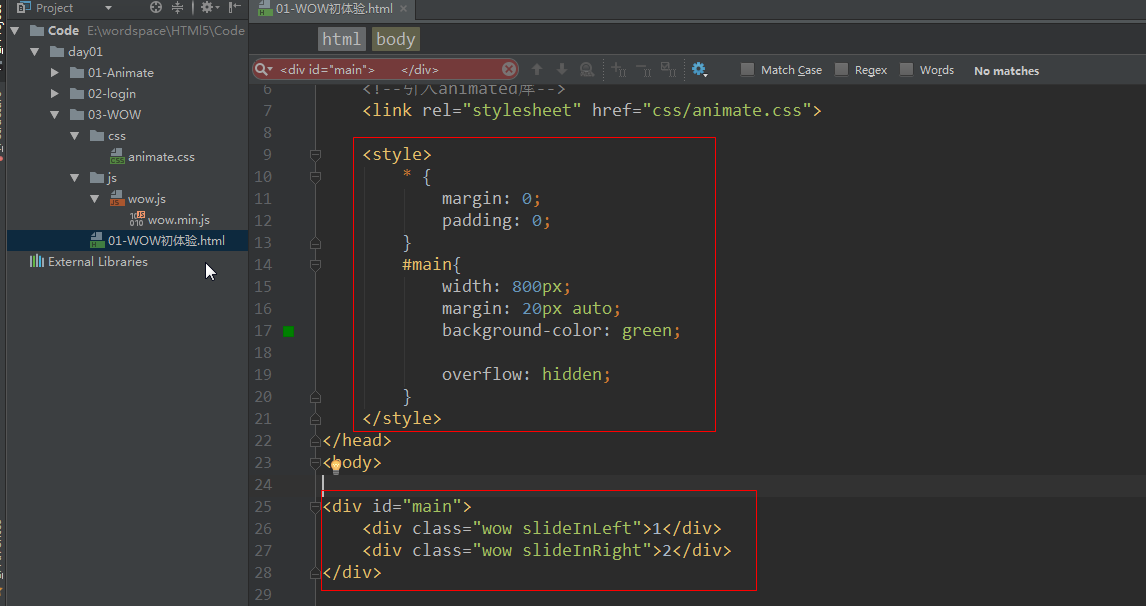 Project
01-WOW初体验.html
Code E:\wordspace\HTMl5\Code
day01
01-Animate
02-login
03-WOW
css
animate.css
js
wow.js
wow.min.js
01-WOW初体验.html
External Libraries
html body
<div id="main"> </div>
Match Case Regex Words No matches
6 <!--引入animated库-->
7 <link rel="stylesheet" href="css/animate.css">
8
9 <style>
10 * {
11 margin: 0;
12 padding: 0;
13 }
14 #main{
15 width: 800px;
16 margin: 20px auto;
17 background-color: green;
18
19 overflow: hidden;
20 }
21 </style>
22 </head>
23 <body>
24
25 <div id="main">
26 <div class="wow slideInLeft">1</div>
27 <div class="wow slideInRight">2</div>
28 </div>
29